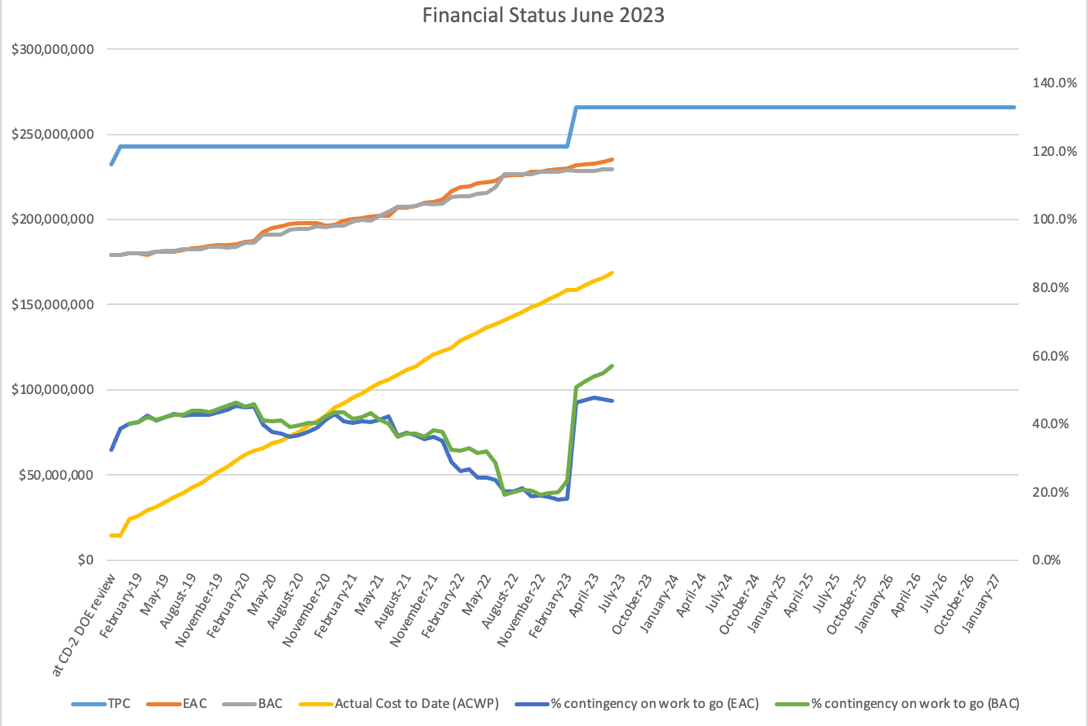 Financial Status June 2023
$300,000,000
$250,000,000
$200,000,000
$150,000,000
$100,000,000
$50,000,000
$0
140.0%
120.0%
100.0%
80.0%
60.0%
40.0%
20.0%
0.0%
at CD-2 DOE review
February-19
May-19
August-19
November-19
February-20
May-20
August-20
November-20
February-21
May-21
August-21
November-21
February-22
May-22
August-22
November-22
February-23
April-23
July-23
October-23
January-24
April-24
July-24
October-24
January-25
April-25
July-25
October-25
January-26
April-26
July-26
October-26
January-27
TPC
EAC
BAC
Actual Cost to Date (ACWP)
% contingency on work to go (EAC)
% contingency on work to go (BAC)